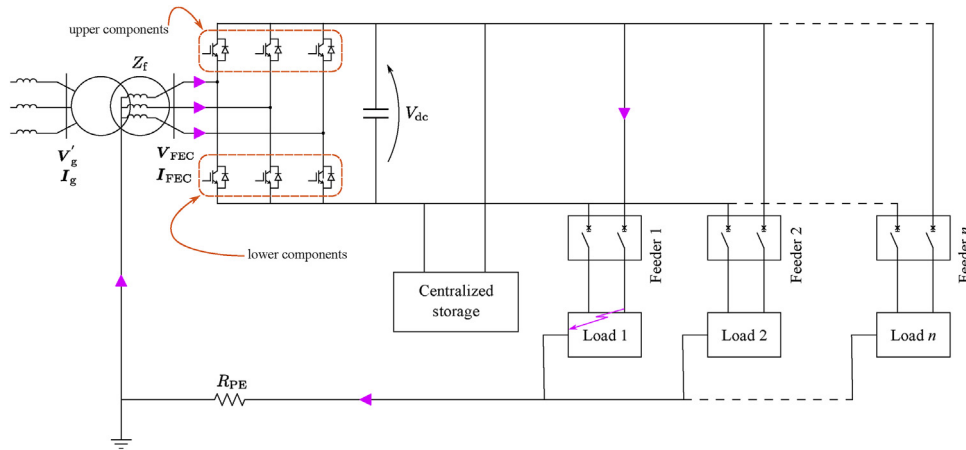 upper components
Z_f
V'_g
I_g
V_FEC
I_FEC
V_dc
lower components
Centralized
storage
Feeder 1
Feeder 2
Feeder n
Load 1
Load 2
Load n
R_PE